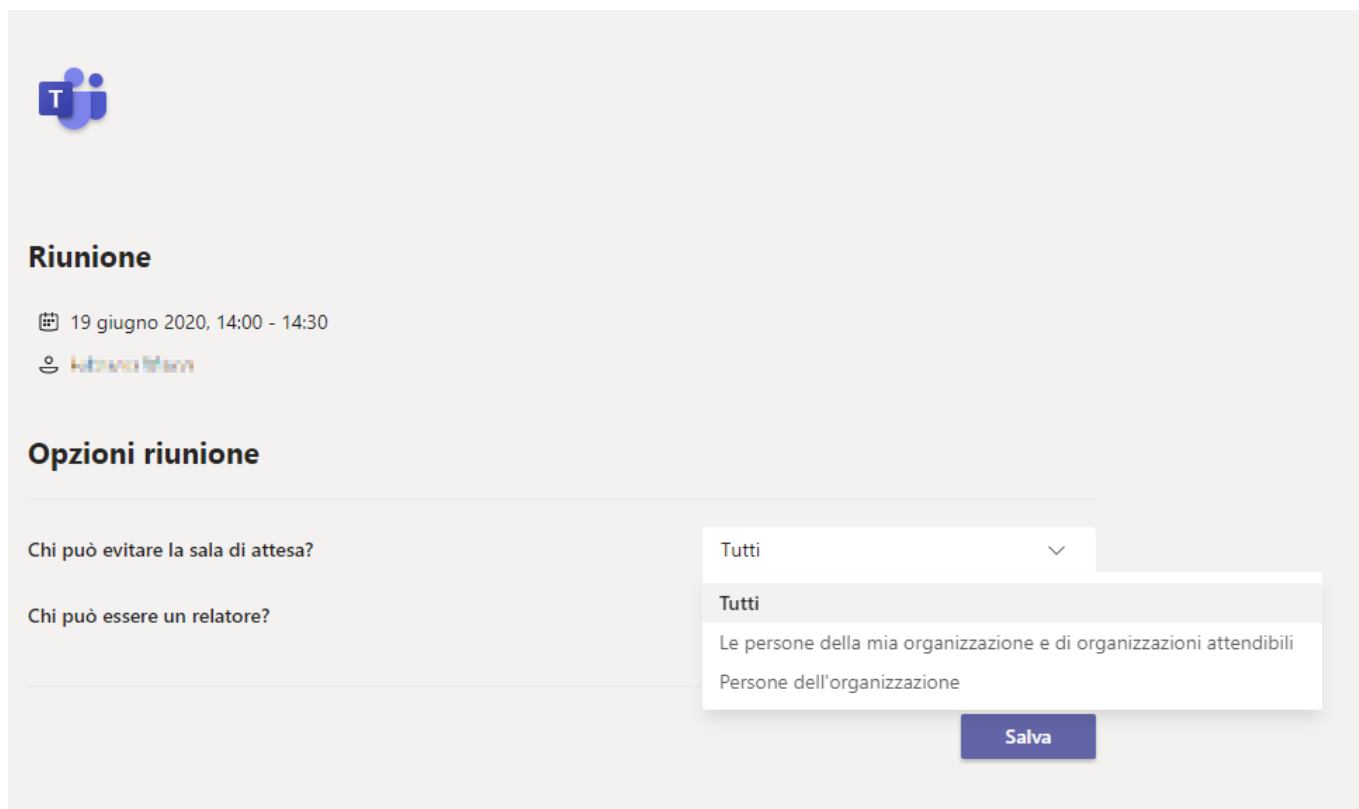 T
Riunione
19 giugno 2020, 14:00 - 14:30
Opzioni riunione
Chi può evitare la sala di attesa?
Tutti
Tutti
Chi può essere un relatore?
Le persone della mia organizzazione e di organizzazioni attendibili
Persone dell'organizzazione
Salva